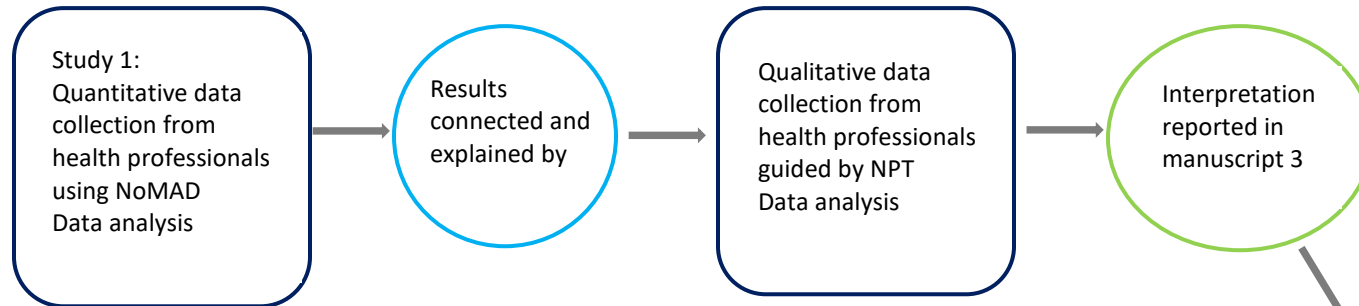 Study 1:
Quantitative data
collection from
health professionals
using NoMAD
Data analysis
Results
connected and
explained by
Qualitative data
collection from
health professionals
guided by NPT
Data analysis
Interpretation
reported in
manuscript 3